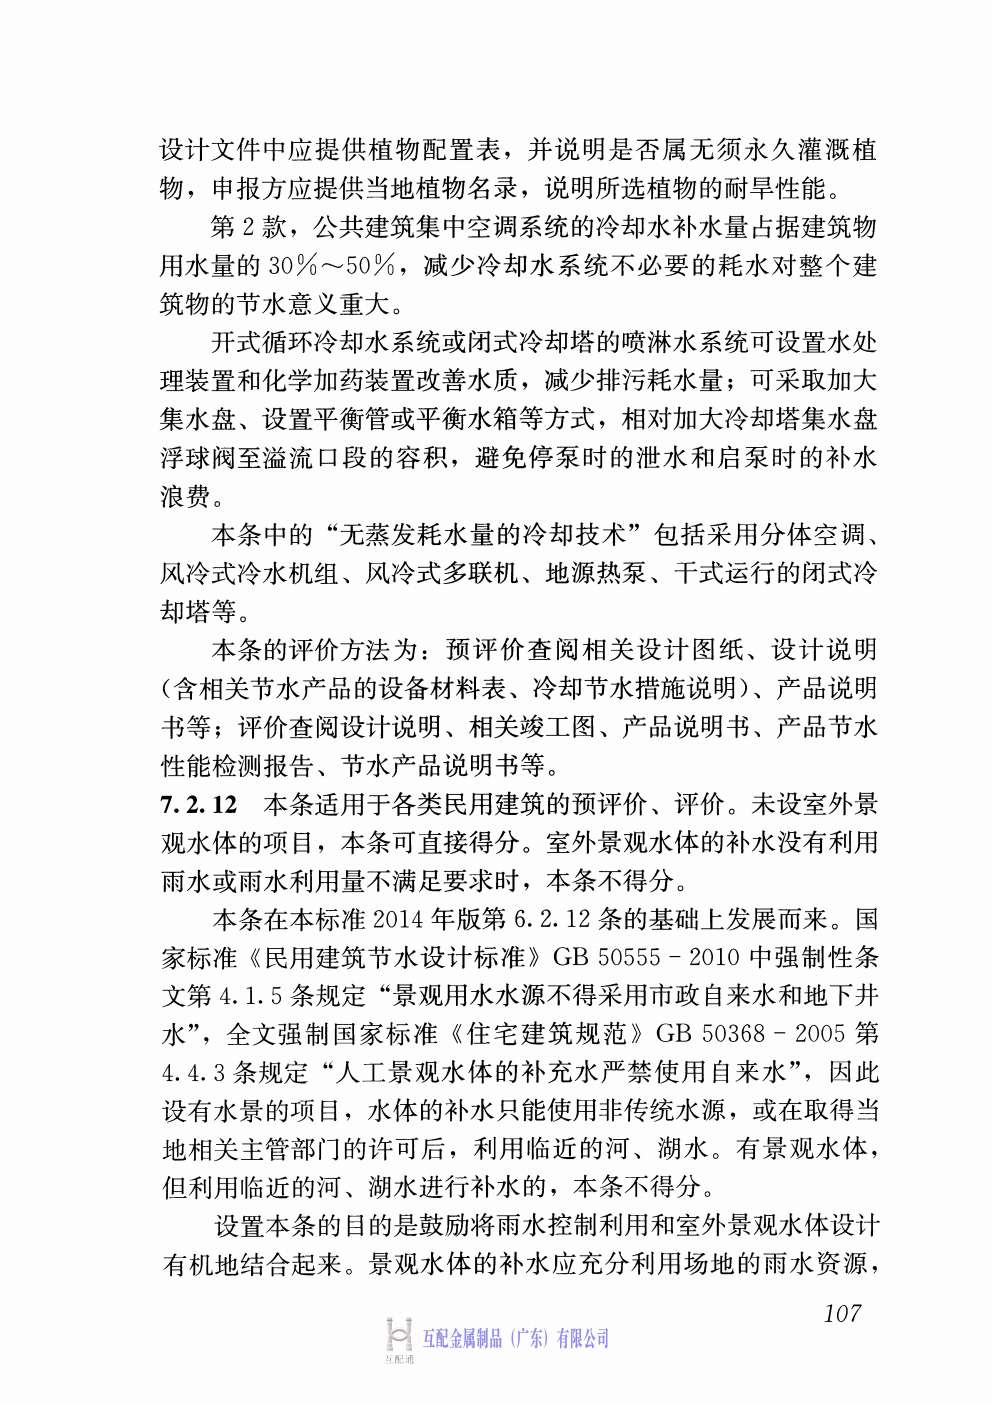 设计文件中应提供植物配置表，并说明是否属无须永久灌溉植
物，申报方应提供当地植物名录，说明所选植物的耐旱性能。
第 2 款，公共建筑集中空调系统的冷却水补水量占据建筑物
用水量的 30％～50％，减少冷却水系统不必要的耗水对整个建
筑物的节水意义重大。
开式循环冷却水系统或闭式冷却塔的喷淋水系统可设置水处
理装置和化学加药装置改善水质，减少排污耗水量；可采取加大
集水盘、设置平衡管或平衡水箱等方式，相对加大冷却塔集水盘
浮球阀至溢流口段的容积，避免停泵时的泄水和启泵时的补水
浪费。
本条中的“无蒸发耗水量的冷却技术”包括采用分体空调、
风冷式冷水机组、风冷式多联机、地源热泵、干式运行的闭式冷
却塔等。
本条的评价方法为：预评价查阅相关设计图纸、设计说明
（含相关节水产品的设备材料表、冷却节水措施说明）、产品说明
书等；评价查阅设计说明、相关竣工图、产品说明书、产品节水
性能检测报告、节水产品说明书等。
7.2.12 本条适用于各类民用建筑的预评价、评价。未设室外景
观水体的项目，本条可直接得分。室外景观水体的补水没有利用
雨水或雨水利用量不满足要求时，本条不得分。
本条在本标准 2014 年版第 6.2.12 条的基础上发展而来。国
家标准《民用建筑节水设计标准》GB 50555－2010 中强制性条
文第 4.1.5 条规定“景观用水水源不得采用市政自来水和地下井
水”，全文强制国家标准《住宅建筑规范》GB 50368－2005 第
4.4.3 条规定“人工景观水体的补充水严禁使用自来水”，因此
设有水景的项目，水体的补水只能使用非传统水源，或在取得当
地相关主管部门的许可后，利用临近的河、湖水。有景观水体，
但利用临近的河、湖水进行补水的，本条不得分。
设置本条的目的是鼓励将雨水控制利用和室外景观水体设计
有机地结合起来。景观水体的补水应充分利用场地的雨水资源，
107
互配金属制品（广东）有限公司
互配通